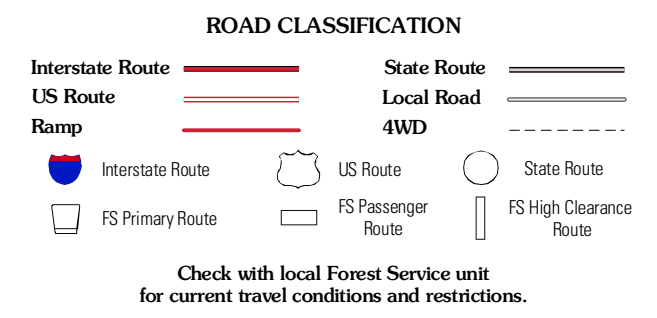 ROAD CLASSIFICATION
Interstate Route
State Route
US Route
Local Road
Ramp
4WD
Interstate Route
US Route
State Route
FS Primary Route
FS Passenger
Route
FS High Clearance
Route
Check with local Forest Service unit
for current travel conditions and restrictions.